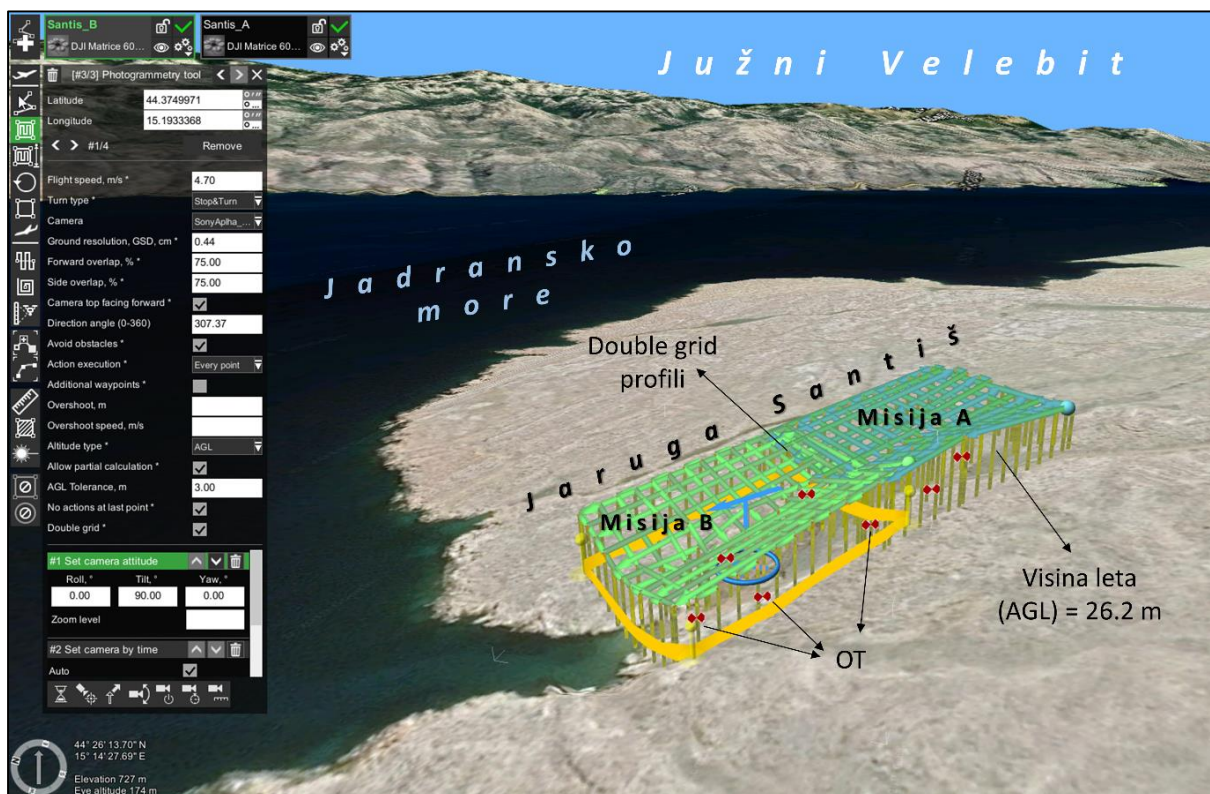 Santis_B
DJI Matrice 60...
Santis_A
DJI Matrice 60...
[#3/3] Photogrammetry tool
Latitude 44.3749971
Longitude 15.1933368
#1/4 Remove
Flight speed, m/s * 4.70
Turn type * Stop&Turn
Camera SonyAplha_...
Ground resolution, GSD, cm * 0.44
Forward overlap, % * 75.00
Side overlap, % * 75.00
Camera top facing forward *
Direction angle (0-360) 307.37
Avoid obstacles *
Action execution * Every point
Additional waypoints *
Overshoot, m
Overshoot speed, m/s
Altitude type * AGL
Allow partial calculation *
AGL Tolerance, m 3.00
No actions at last point *
Double grid *
#1 Set camera attitude
Roll, ° Tilt, ° Yaw, °
0.00 90.00 0.00
Zoom level
#2 Set camera by time
Auto
44° 26' 13.70" N
15° 14' 27.69" E
Elevation 727 m
Eye altitude 174 m
Južni Velebit
Jadransko
more
Double grid
profili
Jaruga Santiš
Misija A
Misija B
Visina leta
(AGL) = 26.2 m
OT